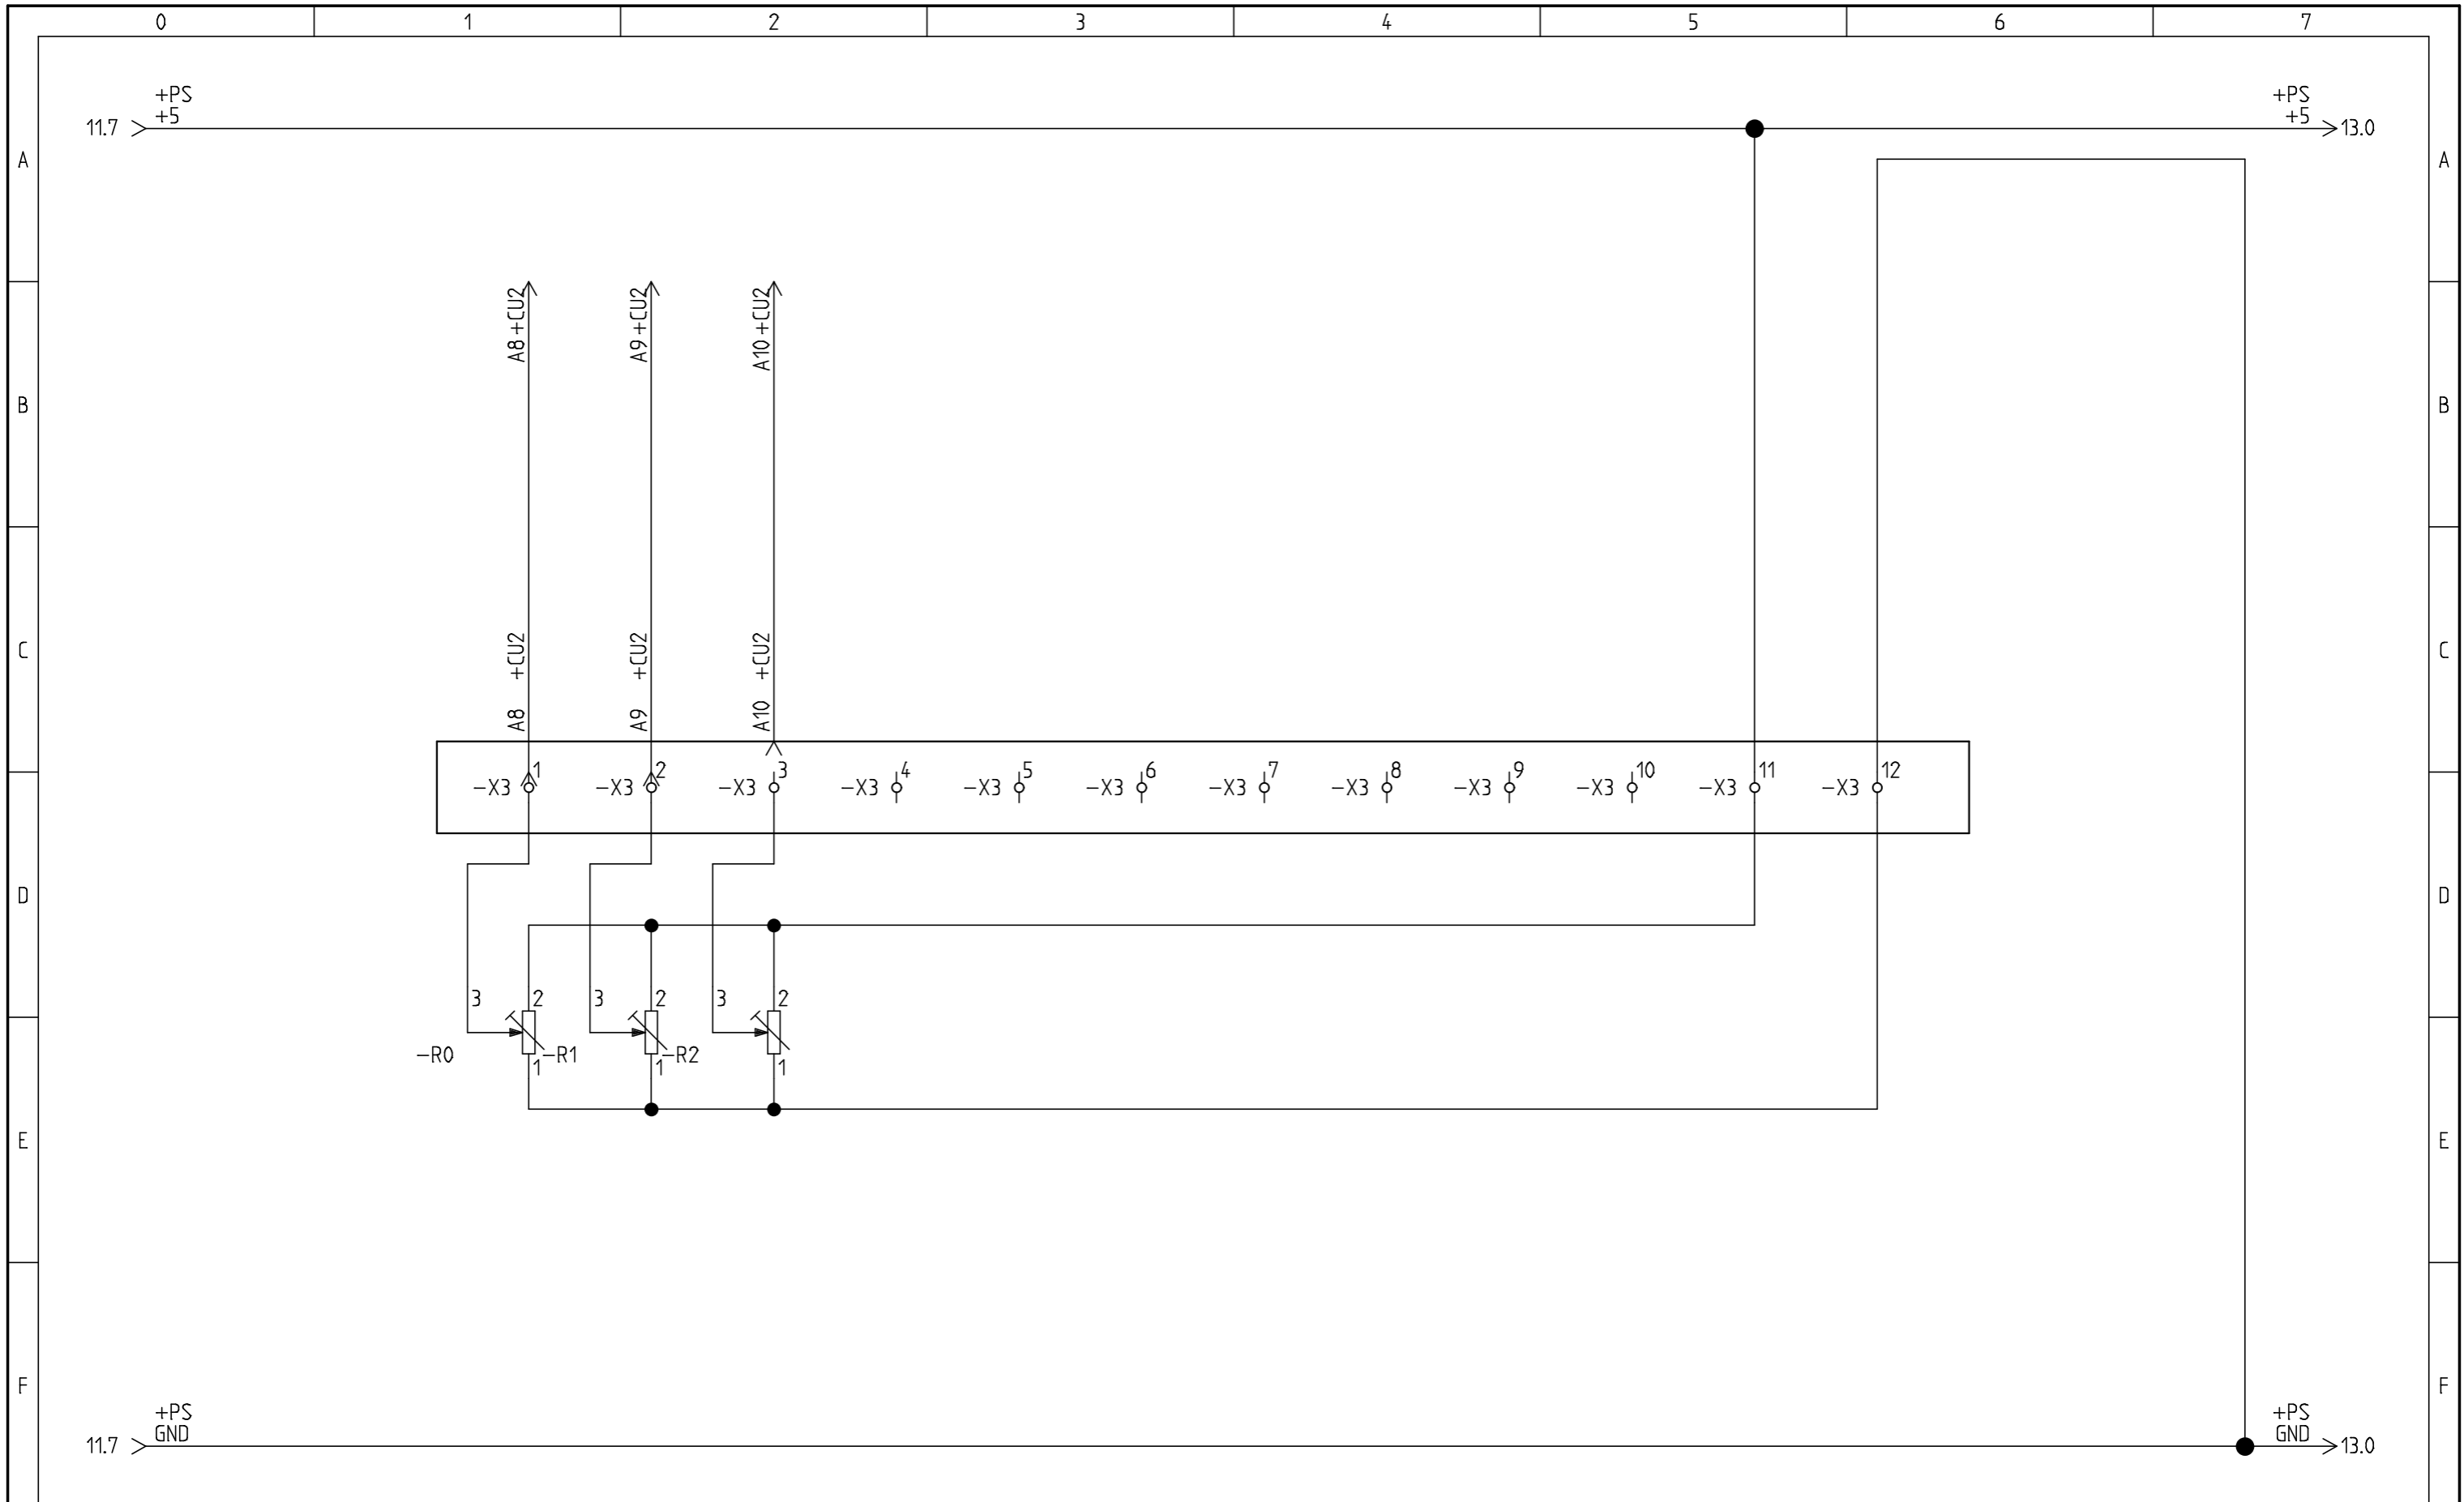 0 1 2 3 4 5 6 7
+PS +PS
+5 +5
11.7 13.0
A A
A8 +CU2 A9 +CU2 A10 +CU2
B B
+CU2 +CU2 +CU2
C C
A8 A9 A10
1 2 3 4 5 6 7 8 9 10 11 12
-X3 -X3 -X3 -X3 -X3 -X3 -X3 -X3 -X3 -X3 -X3 -X3
D D
3 2 3 2 3 2
-R0 -R1 -R2
1 1 1
E E
F F
+PS +PS
GND GND
11.7 13.0